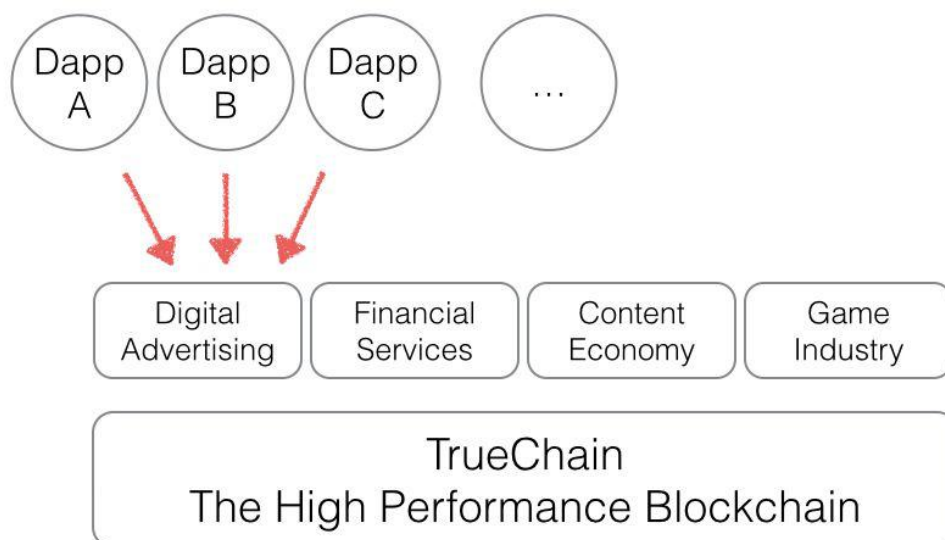 Dapp
A
Dapp
B
Dapp
C
...
Digital
Advertising
Financial
Services
Content
Economy
Game
Industry
TrueChain
The High Performance Blockchain